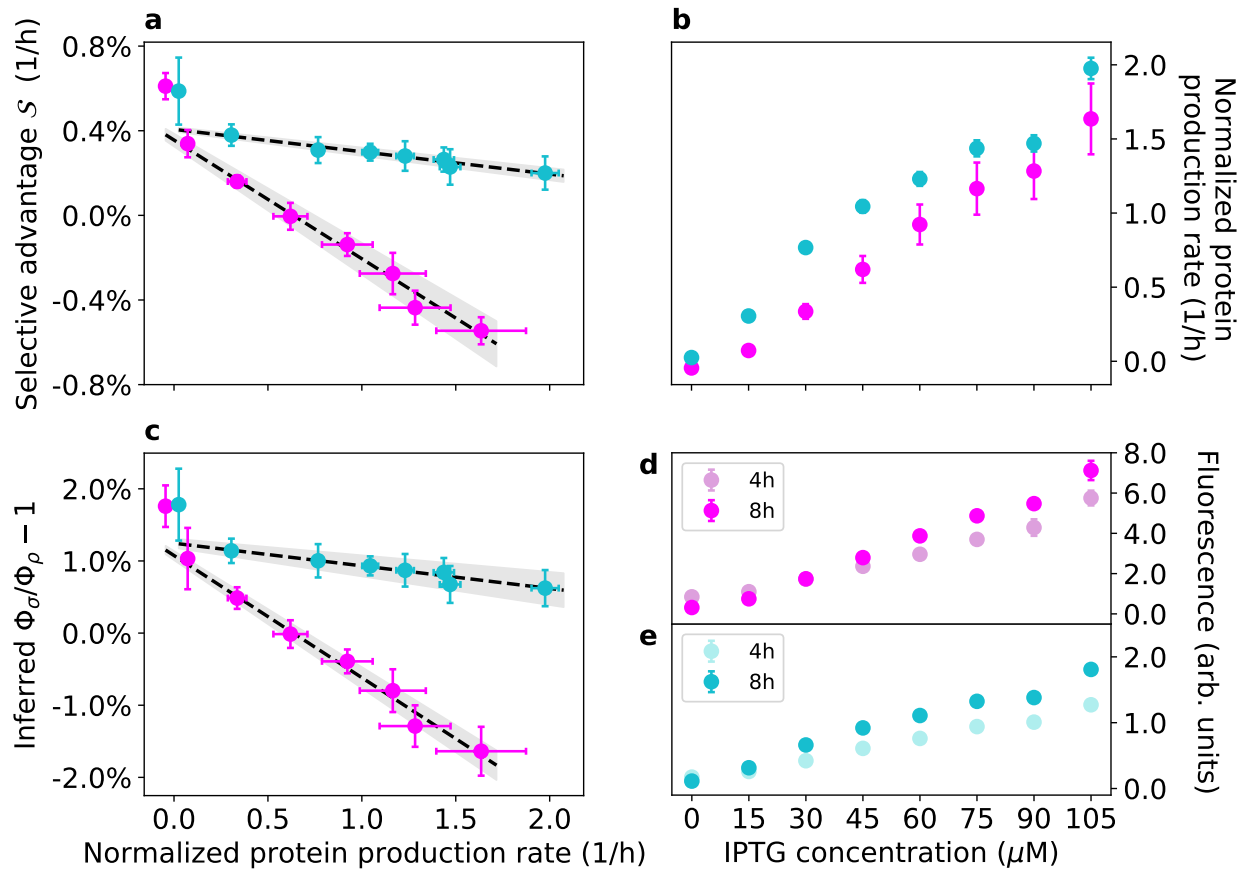 a
Selective advantage 𝒮 (1/h)
0.8%
0.4%
0.0%
-0.4%
-0.8%
b
2.0
1.5
1.0
0.5
0.0
Normalized protein
production rate (1/h)
c
Inferred Φσ/Φρ − 1
2.0%
1.0%
0.0%
-1.0%
-2.0%
0.0 0.5 1.0 1.5 2.0
Normalized protein production rate (1/h)
d
4h
8h
8.0
6.0
4.0
2.0
0.0
e
4h
8h
2.0
1.0
0.0
Fluorescence (arb. units)
0 15 30 45 60 75 90 105
IPTG concentration (μM)